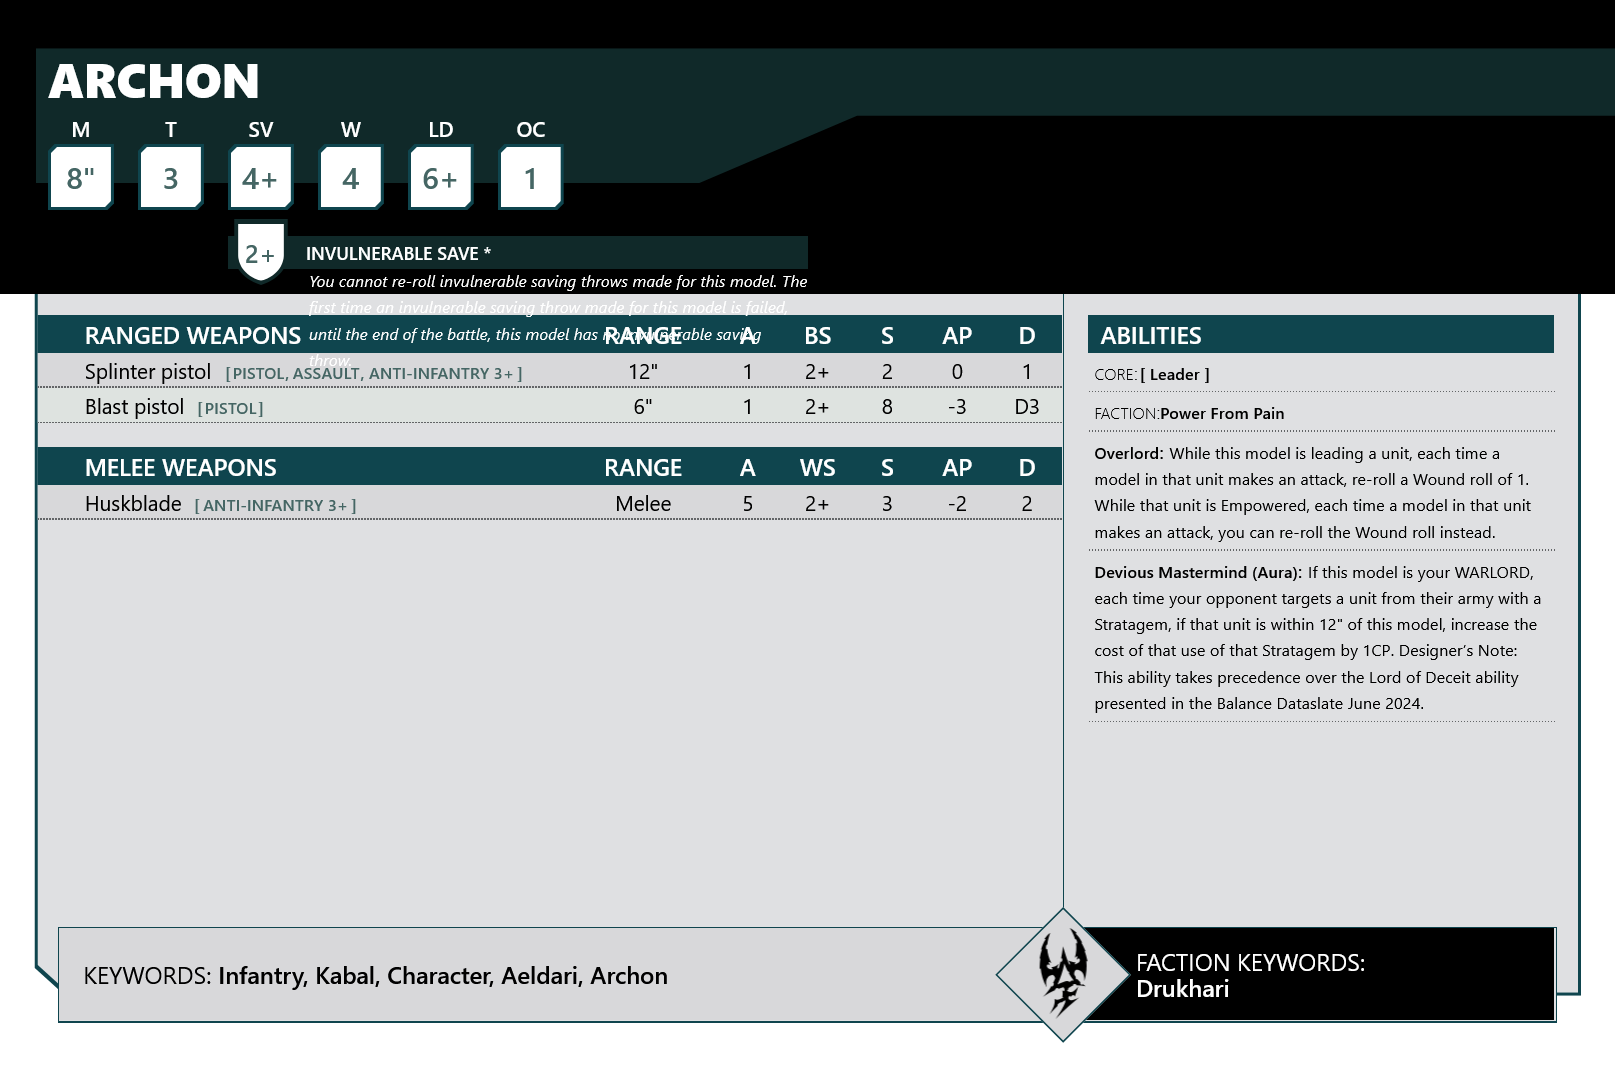 ARCHON
M T SV W LD OC
8" 3 4+ 4 6+ 1
2+ INVULNERABLE SAVE *
You cannot re-roll invulnerable saving throws made for this model. The
first time an invulnerable saving throw made for this model is failed,
until the end of the battle, this model has no invulnerable saving
throw.
RANGED WEAPONS RANGE A BS S AP D
Splinter pistol [PISTOL, ASSAULT, ANTI-INFANTRY 3+ ] 12" 1 2+ 2 0 1
Blast pistol [PISTOL] 6" 1 2+ 8 -3 D3
MELEE WEAPONS RANGE A WS S AP D
Huskblade [ ANTI-INFANTRY 3+ ] Melee 5 2+ 3 -2 2
ABILITIES
CORE:[ Leader ]
FACTION:Power From Pain
Overlord: While this model is leading a unit, each time a
model in that unit makes an attack, re-roll a Wound roll of 1.
While that unit is Empowered, each time a model in that unit
makes an attack, you can re-roll the Wound roll instead.
Devious Mastermind (Aura): If this model is your WARLORD,
each time your opponent targets a unit from their army with a
Stratagem, if that unit is within 12" of this model, increase the
cost of that use of that Stratagem by 1CP. Designer's Note:
This ability takes precedence over the Lord of Deceit ability
presented in the Balance Dataslate June 2024.
KEYWORDS: Infantry, Kabal, Character, Aeldari, Archon
FACTION KEYWORDS:
Drukhari